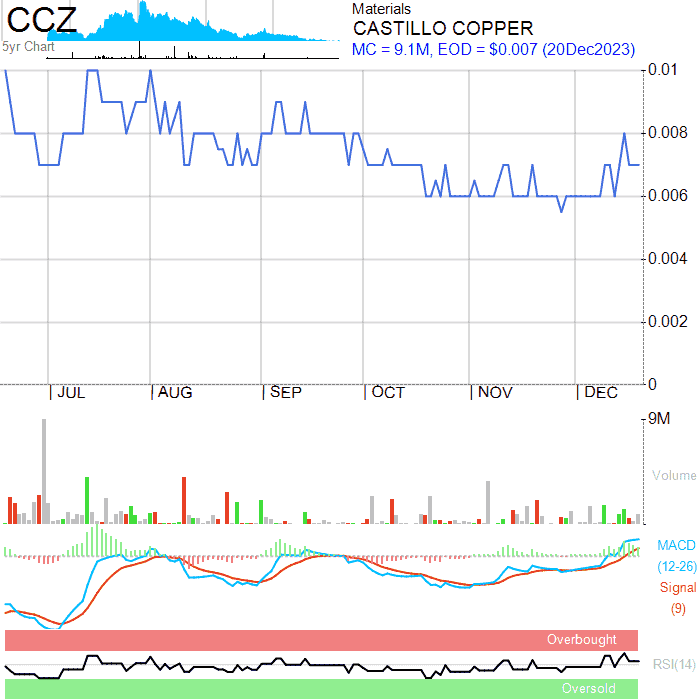 CCZ
5yr Chart
Materials
CASTILLO COPPER
MC = 9.1M, EOD = $0.007 (20Dec2023)
0.01
0.008
0.006
0.004
0.002
0
| JUL | AUG | SEP | OCT | NOV | DEC
9M
Volume
MACD
(12-26)
Signal
(9)
Overbought
RSI(14)
Oversold